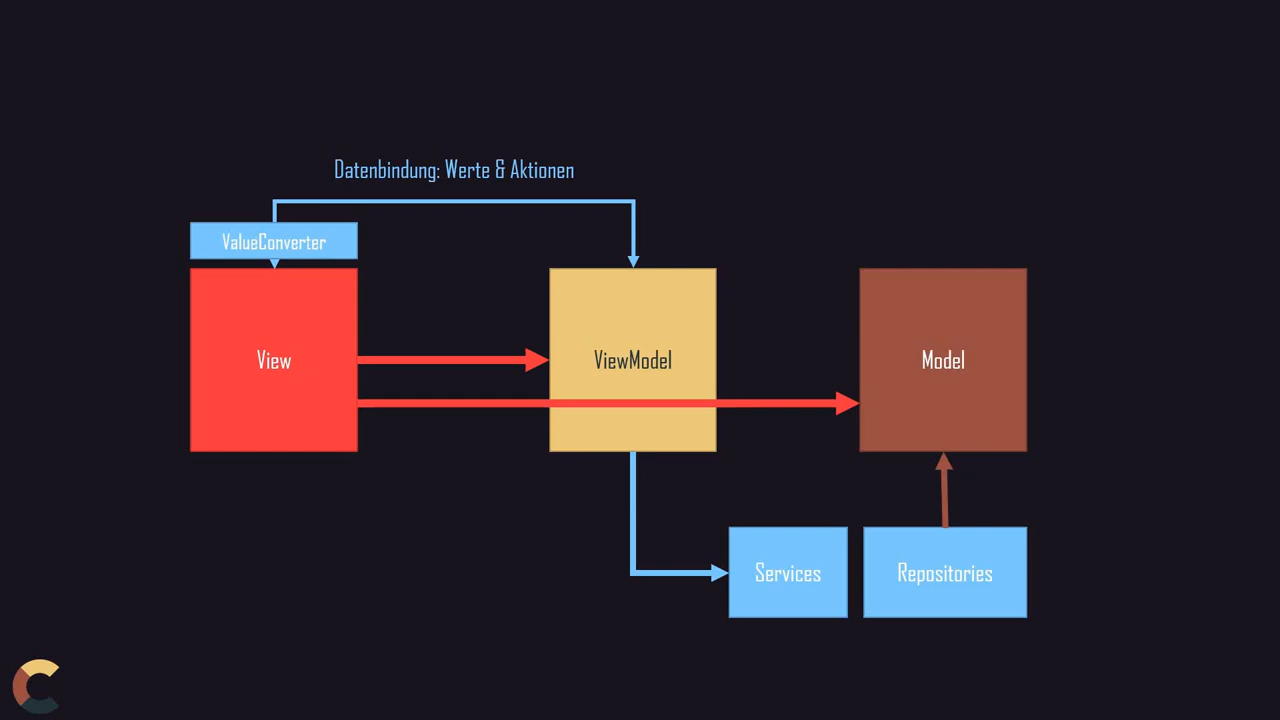 Datenbindung: Werte & Aktionen
ValueConverter
View
ViewModel
Model
Services
Repositories